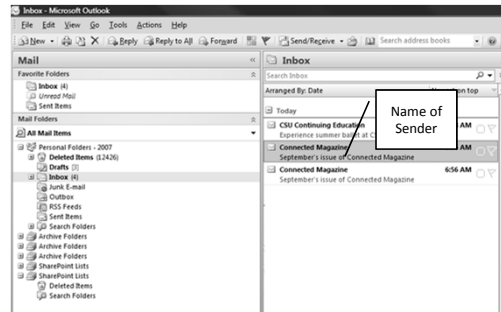 Inbox - Microsoft Outlook
File Edit View Go Tools Actions Help
New Reply Reply to All Forward Send/Receive Search address books
Mail «
Inbox
Favorite Folders
Search Inbox
Inbox (4)
Unread Mail
Sent Items
Arranged By: Date on top
Mail Folders
All Mail Items
Today
Name of
Sender
Personal Folders - 2007
Deleted Items (12426)
Drafts [3]
Inbox (4)
Junk E-mail
Outbox
RSS Feeds
Sent Items
Search Folders
Archive Folders
Archive Folders
Archive Folders
SharePoint Lists
SharePoint Lists
Deleted Items
Search Folders
CSU Continuing Education AM
Experience summer ballet at
Connected Magazine AM
September's issue of Connected Magazine
Connected Magazine 6:56 AM
September's issue of Connected Magazine